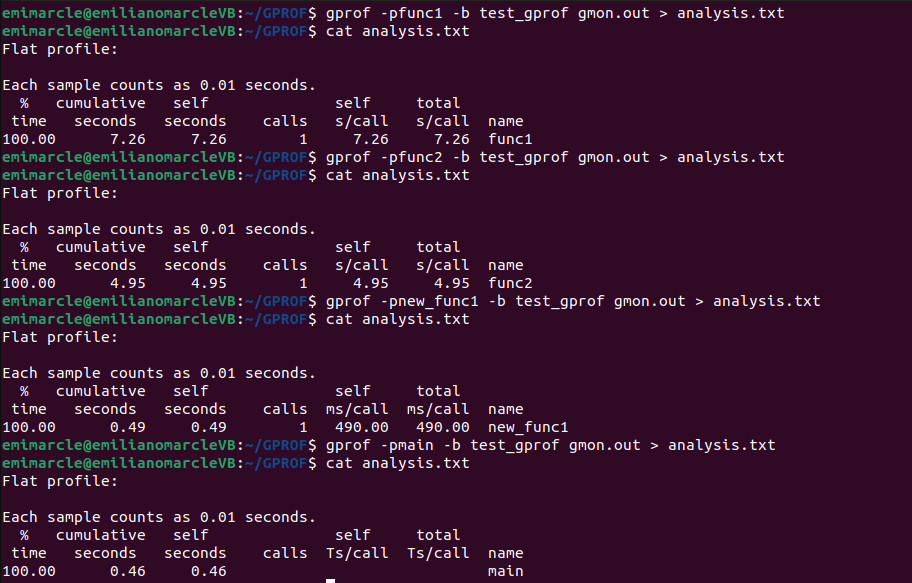 emimarcle@emilianomarcleVB:~/GPROF$ gprof -pfunc1 -b test_gprof gmon.out > analysis.txt
emimarcle@emilianomarcleVB:~/GPROF$ cat analysis.txt
Flat profile:
Each sample counts as 0.01 seconds.
  %   cumulative   self              self     total
 time   seconds   seconds    calls   s/call   s/call  name
100.00      7.26     7.26        1     7.26     7.26  func1
emimarcle@emilianomarcleVB:~/GPROF$ gprof -pfunc2 -b test_gprof gmon.out > analysis.txt
emimarcle@emilianomarcleVB:~/GPROF$ cat analysis.txt
Flat profile:
Each sample counts as 0.01 seconds.
  %   cumulative   self              self     total
 time   seconds   seconds    calls   s/call   s/call  name
100.00      4.95     4.95        1     4.95     4.95  func2
emimarcle@emilianomarcleVB:~/GPROF$ gprof -pnew_func1 -b test_gprof gmon.out > analysis.txt
emimarcle@emilianomarcleVB:~/GPROF$ cat analysis.txt
Flat profile:
Each sample counts as 0.01 seconds.
  %   cumulative   self              self     total
 time   seconds   seconds    calls  ms/call  ms/call  name
100.00      0.49     0.49        1   490.00   490.00  new_func1
emimarcle@emilianomarcleVB:~/GPROF$ gprof -pmain -b test_gprof gmon.out > analysis.txt
emimarcle@emilianomarcleVB:~/GPROF$ cat analysis.txt
Flat profile:
Each sample counts as 0.01 seconds.
  %   cumulative   self              self     total
 time   seconds   seconds    calls  Ts/call  Ts/call  name
100.00      0.46     0.46                             main